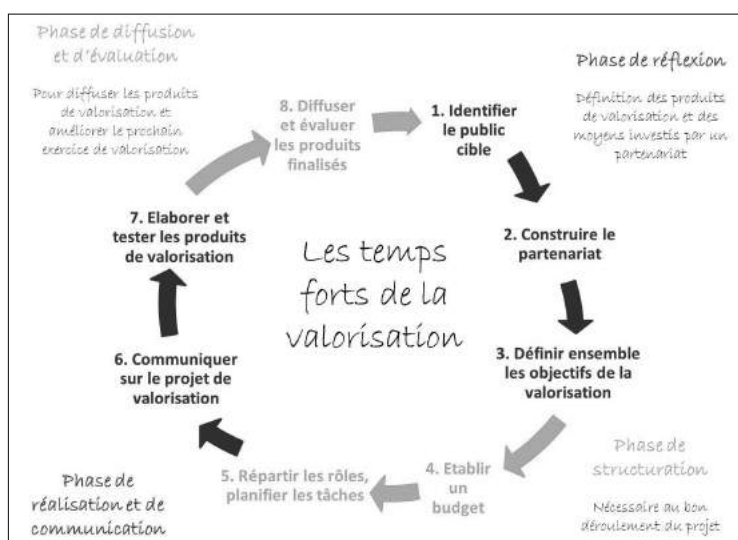 Phase de diffusion
et d'évaluation
Pour diffuser les produits
de valorisation et
améliorer le prochain
exercice de valorisation
8. Diffuser
et évaluer
les produits
finalisés
1. Identifier
le public
cible
Phase de réflexion
Définition des produits
de valorisation et des
moyens investis par un
partenariat
7. Elaborer et
tester les produits
de valorisation
Les temps
forts de la
valorisation
2. Construire le
partenariat
6. Communiquer
sur le projet de
valorisation
3. Définir ensemble
les objectifs de la
valorisation
Phase de
réalisation et de
communication
5. Répartir les rôles,
planifier les tâches
4. Etablir
un
budget
Phase de
structuration
Nécessaire au bon
déroulement du projet